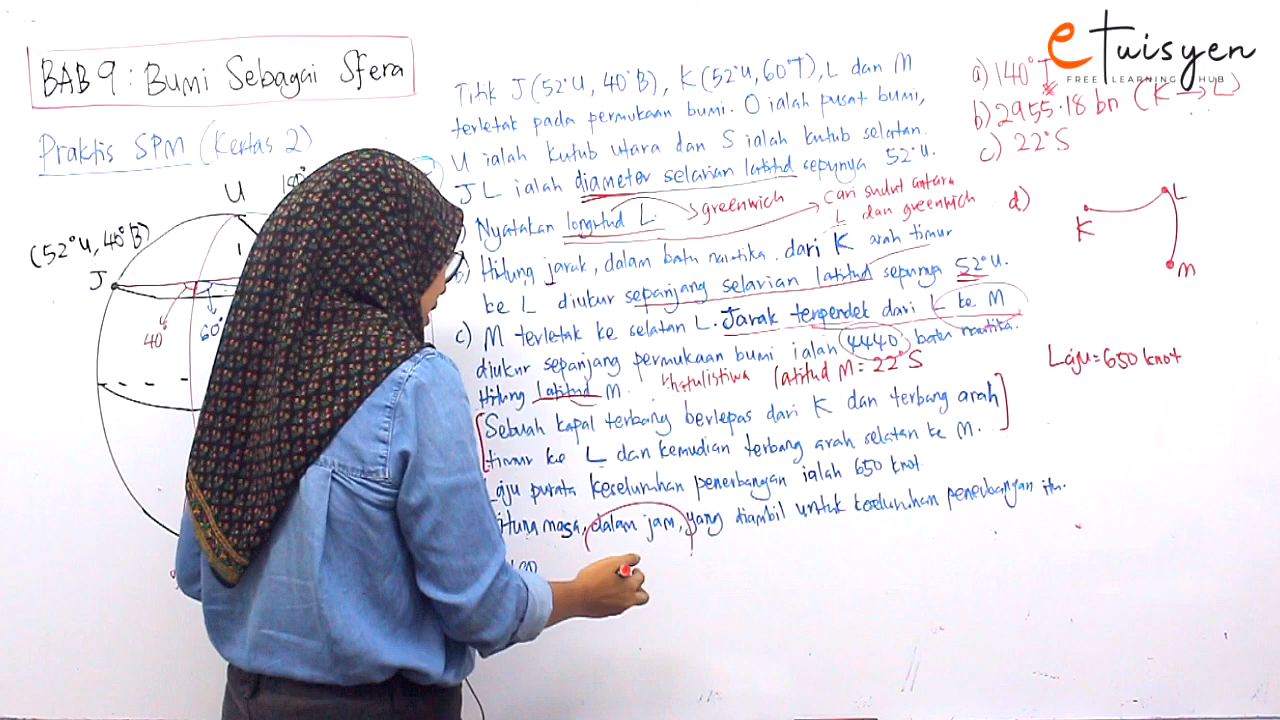 BAB 9 : Bumi Sebagai Sfera
Praktis SPM (Kertas 2)
U
180°
(52°U, 40°B)
J
40°
60°
Titik J(52°U, 40°B), K(52°U, 60°T), L dan M
terletak pada permukaan bumi. O ialah pusat bumi,
U ialah kutub utara dan S ialah kutub selatan.
JL ialah diameter selarian latitud sepunya 52°U.
Nyatakan longitud L.
greenwich
cari sudut antara
L dan greenwich
b) Hitung jarak, dalam batu nautika, dari K arah timur
ke L diukur sepanjang selarian latitud sepunya 52°U.
c) M terletak ke selatan L. Jarak terpendek dari L ke M
diukur sepanjang permukaan bumi ialah 4440 batu nautika.
Hitung latitud M.
khatulistiwa
latitud M = 22°S
[Sebuah kapal terbang berlepas dari K dan terbang arah
timur ke L dan kemudian terbang arah selatan ke M.]
Laju purata keseluruhan penerbangan ialah 650 knot.
Hitung masa, dalam jam, yang diambil untuk keseluruhan penerbangan itu.
eTuisyen
FREE LEARNING HUB
a) 140°T
b) 2955.18 bn (K → L)
c) 22°S
d)
K
L
M
Laju = 650 knot